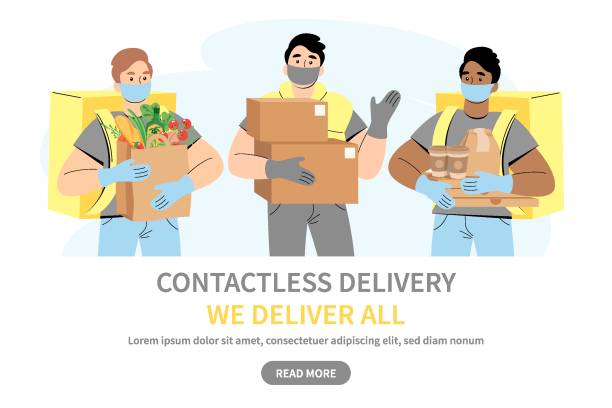 CONTACTLESS DELIVERY
WE DELIVER ALL
Lorem ipsum dolor sit amet, consectetuer adipiscing elit, sed diam nonum
READ MORE